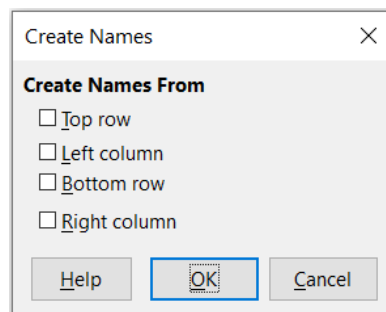 Create Names
Create Names From
Top row
Left column
Bottom row
Right column
Help OK Cancel